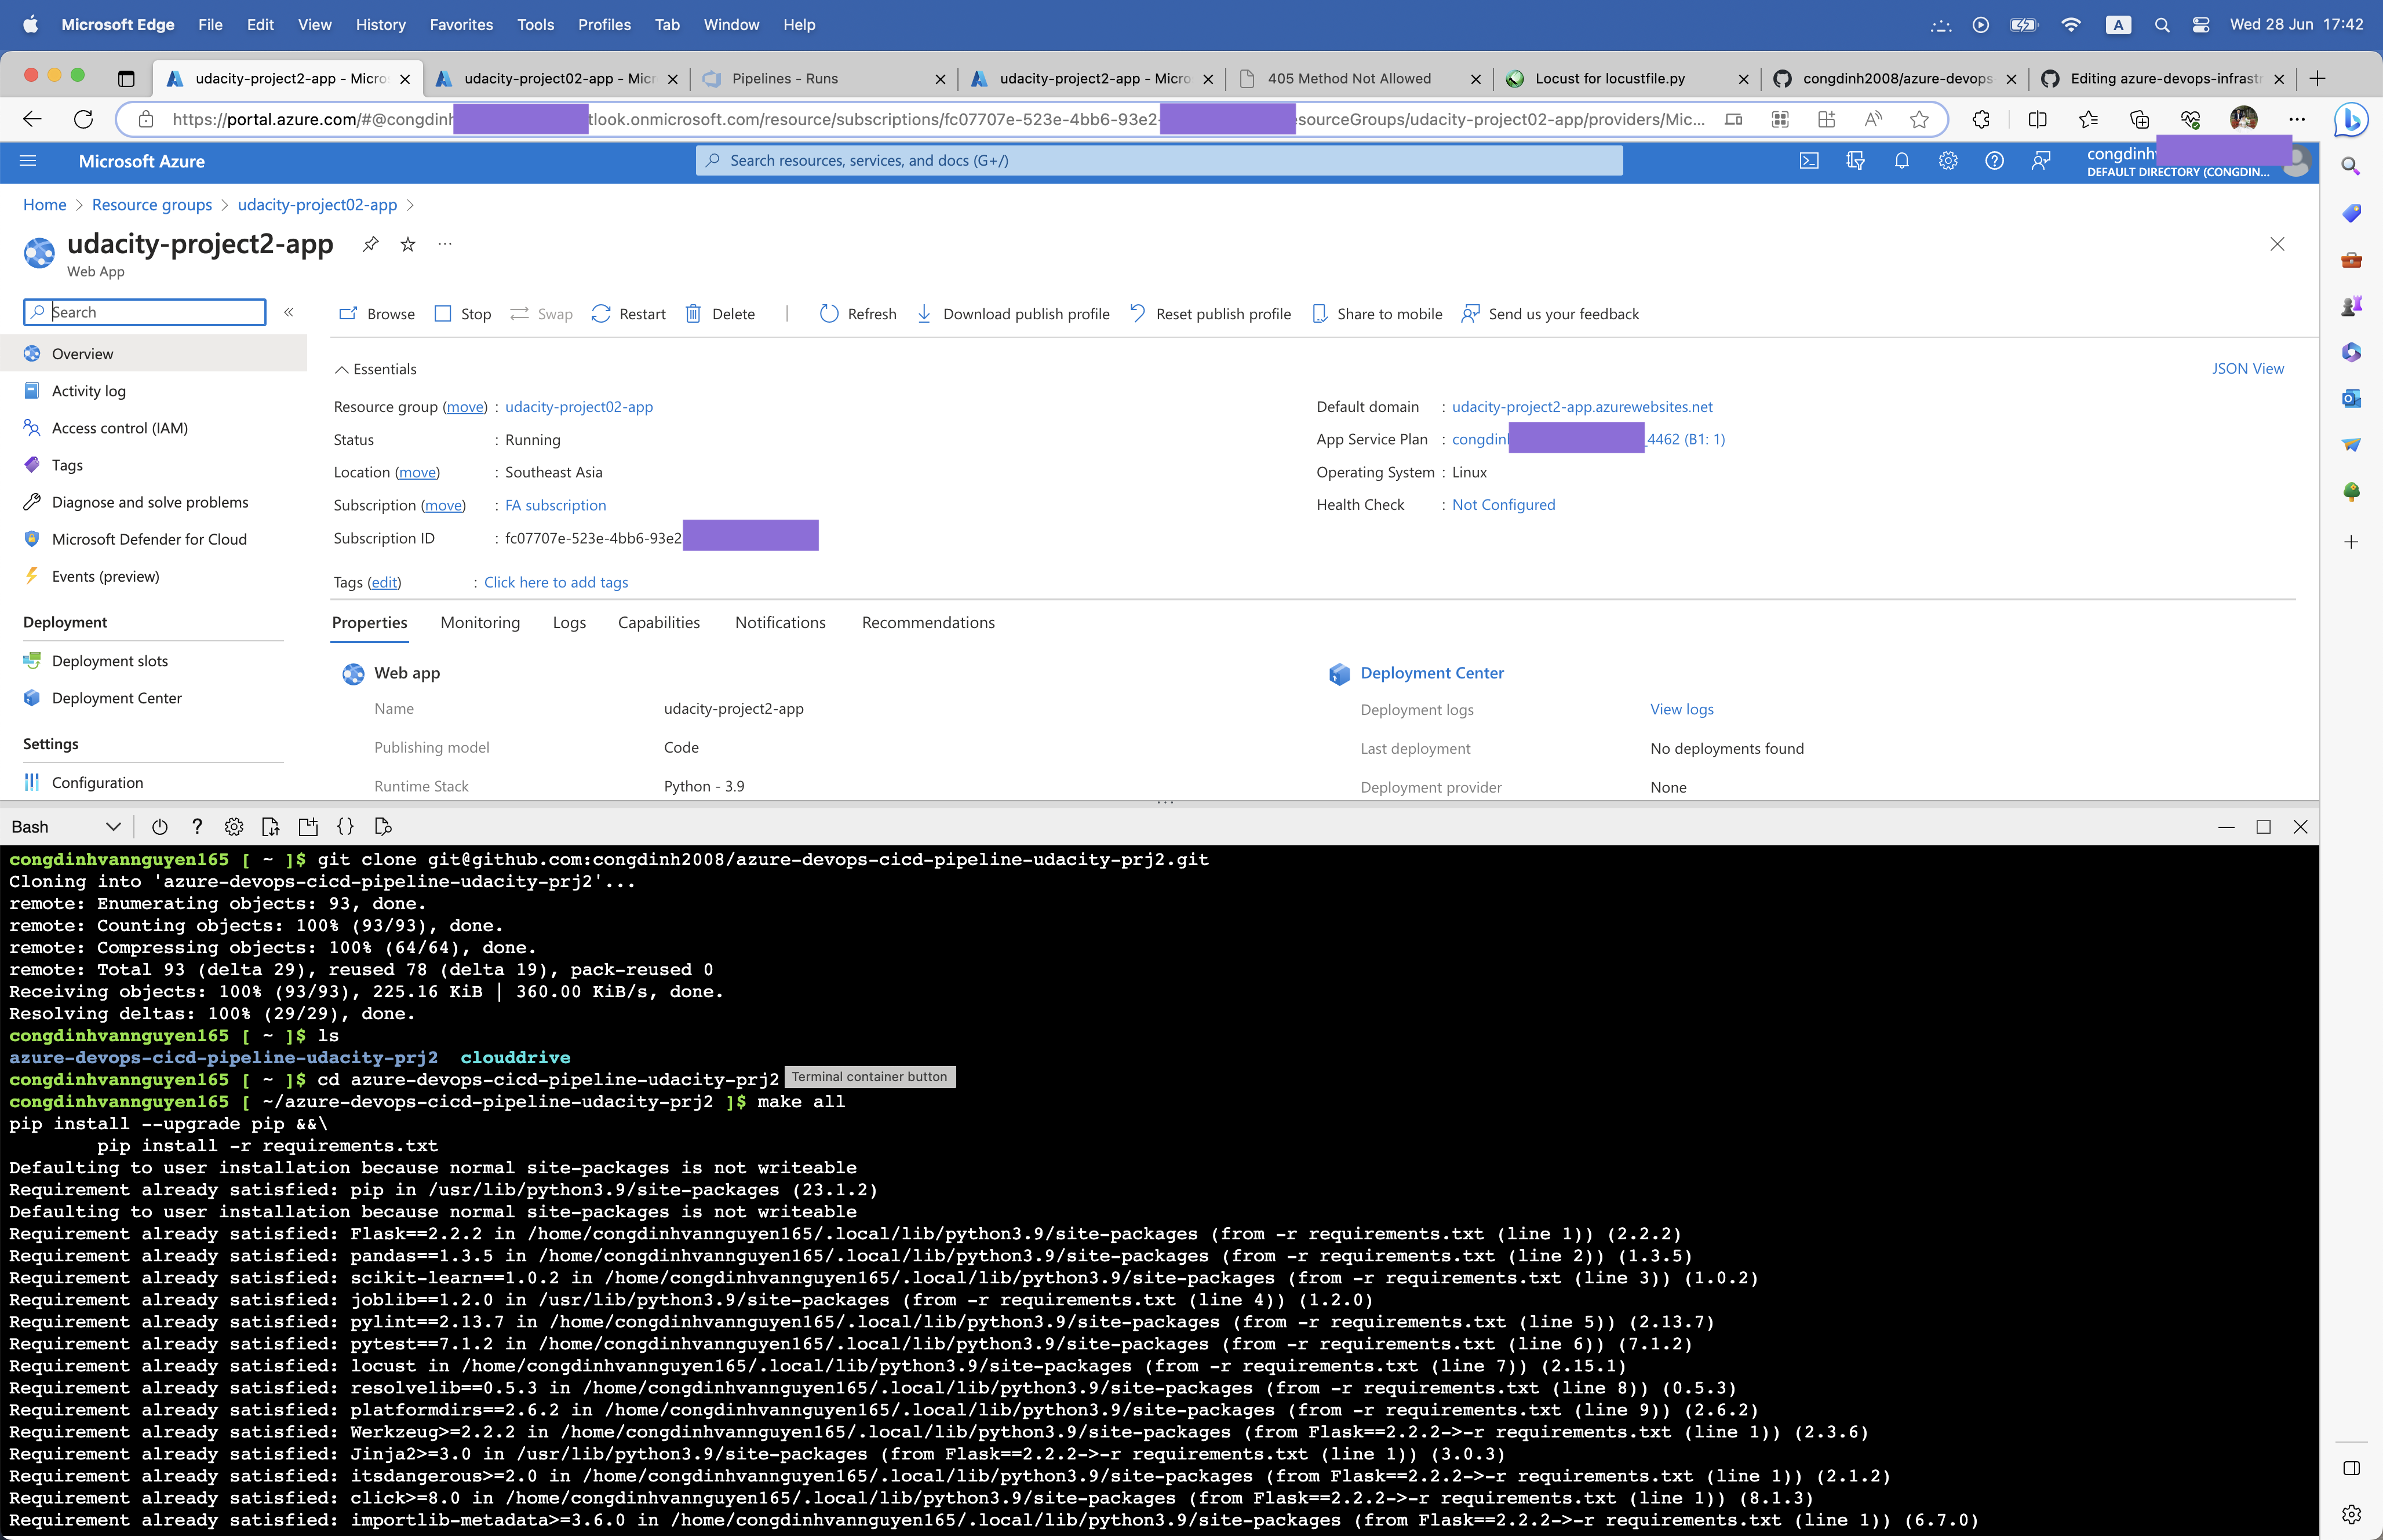 Microsoft Edge File Edit View History Favorites Tools Profiles Tab Window Help A Wed 28 Jun 17:42
udacity-project2-app - Micro: udacity-project02-app - Micr Pipelines - Runs udacity-project2-app - Micro 405 Method Not Allowed Locust for locustfile.py congdinh2008/azure-devops- Editing azure-devops-infrastr
https://portal.azure.com/#@congdinh tlook.onmicrosoft.com/resource/subscriptions/fc07707e-523e-4bb6-93e2- sourceGroups/udacity-project02-app/providers/Mic...
Microsoft Azure Search resources, services, and docs (G+/) congdinh
DEFAULT DIRECTORY (CONGDIN...
Home > Resource groups > udacity-project02-app >
udacity-project2-app
Web App
Search
Browse Stop Swap Restart Delete Refresh Download publish profile Reset publish profile Share to mobile Send us your feedback
Overview
Activity log
Access control (IAM)
Tags
Diagnose and solve problems
Microsoft Defender for Cloud
Events (preview)
Deployment
Deployment slots
Deployment Center
Settings
Configuration
Essentials JSON View
Resource group (move) : udacity-project02-app
Status : Running
Location (move) : Southeast Asia
Subscription (move) : FA subscription
Subscription ID : fc07707e-523e-4bb6-93e2
Tags (edit) : Click here to add tags
Default domain : udacity-project2-app.azurewebsites.net
App Service Plan : congdinh _4462 (B1: 1)
Operating System : Linux
Health Check : Not Configured
Properties Monitoring Logs Capabilities Notifications Recommendations
Web app
Name udacity-project2-app
Publishing model Code
Runtime Stack Python - 3.9
Deployment Center
Deployment logs View logs
Last deployment No deployments found
Deployment provider None
Bash
congdinhvannguyen165 [ ~ ]$ git clone git@github.com:congdinh2008/azure-devops-cicd-pipeline-udacity-prj2.git
Cloning into 'azure-devops-cicd-pipeline-udacity-prj2'...
remote: Enumerating objects: 93, done.
remote: Counting objects: 100% (93/93), done.
remote: Compressing objects: 100% (64/64), done.
remote: Total 93 (delta 29), reused 78 (delta 19), pack-reused 0
Receiving objects: 100% (93/93), 225.16 KiB | 360.00 KiB/s, done.
Resolving deltas: 100% (29/29), done.
congdinhvannguyen165 [ ~ ]$ ls
azure-devops-cicd-pipeline-udacity-prj2 clouddrive
congdinhvannguyen165 [ ~ ]$ cd azure-devops-cicd-pipeline-udacity-prj2 Terminal container button
congdinhvannguyen165 [ ~/azure-devops-cicd-pipeline-udacity-prj2 ]$ make all
pip install --upgrade pip &&\
pip install -r requirements.txt
Defaulting to user installation because normal site-packages is not writeable
Requirement already satisfied: pip in /usr/lib/python3.9/site-packages (23.1.2)
Defaulting to user installation because normal site-packages is not writeable
Requirement already satisfied: Flask==2.2.2 in /home/congdinhvannguyen165/.local/lib/python3.9/site-packages (from -r requirements.txt (line 1)) (2.2.2)
Requirement already satisfied: pandas==1.3.5 in /home/congdinhvannguyen165/.local/lib/python3.9/site-packages (from -r requirements.txt (line 2)) (1.3.5)
Requirement already satisfied: scikit-learn==1.0.2 in /home/congdinhvannguyen165/.local/lib/python3.9/site-packages (from -r requirements.txt (line 3)) (1.0.2)
Requirement already satisfied: joblib==1.2.0 in /usr/lib/python3.9/site-packages (from -r requirements.txt (line 4)) (1.2.0)
Requirement already satisfied: pylint==2.13.7 in /home/congdinhvannguyen165/.local/lib/python3.9/site-packages (from -r requirements.txt (line 5)) (2.13.7)
Requirement already satisfied: pytest==7.1.2 in /home/congdinhvannguyen165/.local/lib/python3.9/site-packages (from -r requirements.txt (line 6)) (7.1.2)
Requirement already satisfied: locust in /home/congdinhvannguyen165/.local/lib/python3.9/site-packages (from -r requirements.txt (line 7)) (2.15.1)
Requirement already satisfied: resolvelib==0.5.3 in /home/congdinhvannguyen165/.local/lib/python3.9/site-packages (from -r requirements.txt (line 8)) (0.5.3)
Requirement already satisfied: platformdirs==2.6.2 in /home/congdinhvannguyen165/.local/lib/python3.9/site-packages (from -r requirements.txt (line 9)) (2.6.2)
Requirement already satisfied: Werkzeug>=2.2.2 in /home/congdinhvannguyen165/.local/lib/python3.9/site-packages (from Flask==2.2.2->-r requirements.txt (line 1)) (2.3.6)
Requirement already satisfied: Jinja2>=3.0 in /usr/lib/python3.9/site-packages (from Flask==2.2.2->-r requirements.txt (line 1)) (3.0.3)
Requirement already satisfied: itsdangerous>=2.0 in /home/congdinhvannguyen165/.local/lib/python3.9/site-packages (from Flask==2.2.2->-r requirements.txt (line 1)) (2.1.2)
Requirement already satisfied: click>=8.0 in /home/congdinhvannguyen165/.local/lib/python3.9/site-packages (from Flask==2.2.2->-r requirements.txt (line 1)) (8.1.3)
Requirement already satisfied: importlib-metadata>=3.6.0 in /home/congdinhvannguyen165/.local/lib/python3.9/site-packages (from Flask==2.2.2->-r requirements.txt (line 1)) (6.7.0)